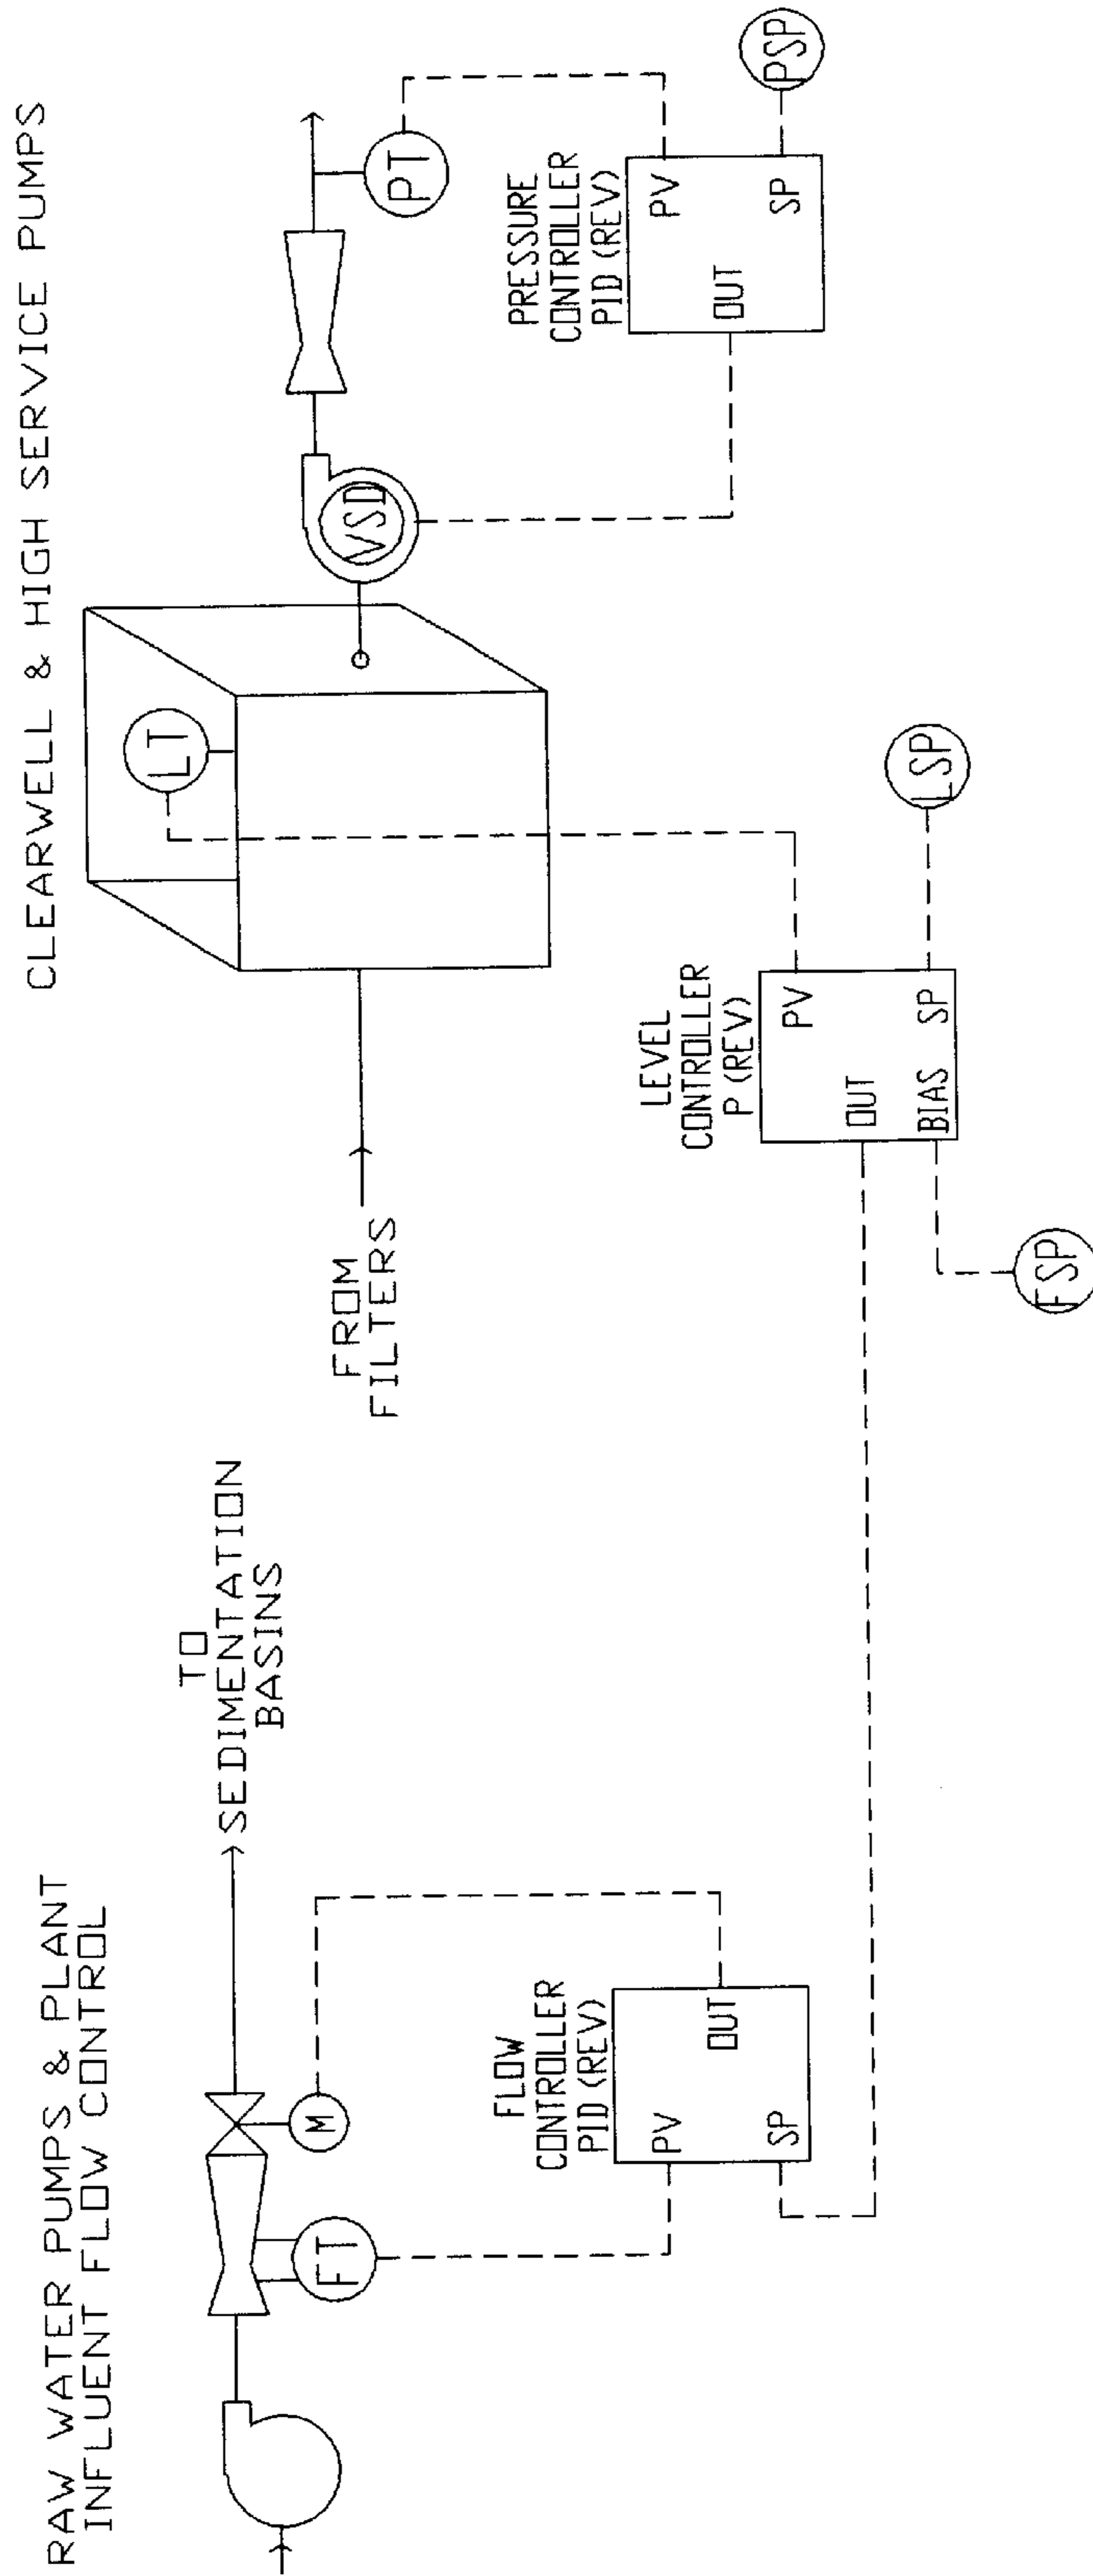 RAW WATER PUMPS & PLANT
INFLUENT FLOW CONTROL
TO
SEDIMENTATION
BASINS
M
FT
FLOW
CONTROLLER
PID (REV)
PV
OUT
SP
CLEARWELL & HIGH SERVICE PUMPS
LT
FROM
FILTERS
VSD
PT
LEVEL
CONTROLLER
P (REV)
PV
OUT
BIAS SP
FSP
LSP
PRESSURE
CONTROLLER
PID (REV)
PV
OUT
SP
PSP